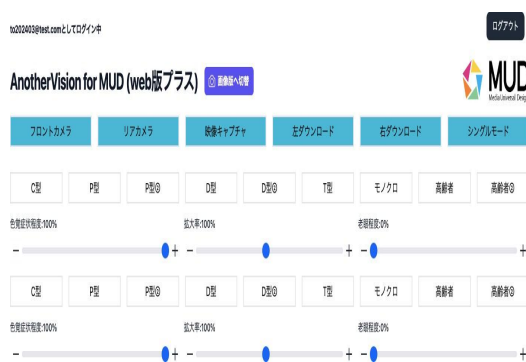 to202403@test.comとしてログイン中
ログアウト
AnotherVision for MUD (web版プラス)
画像版へ切替
MUD
Media Universal Desig
フロントカメラ リアカメラ 映像キャプチャ 左ダウンロード 右ダウンロード シングルモード
C型 P型 P型◎ D型 D型◎ T型 モノクロ 高齢者 高齢者◎
色覚症状程度:100% 拡大率:100% 老眼程度:0%
− + − + − +
C型 P型 P型◎ D型 D型◎ T型 モノクロ 高齢者 高齢者◎
色覚症状程度:100% 拡大率:100% 老眼程度:0%
− + − + − +